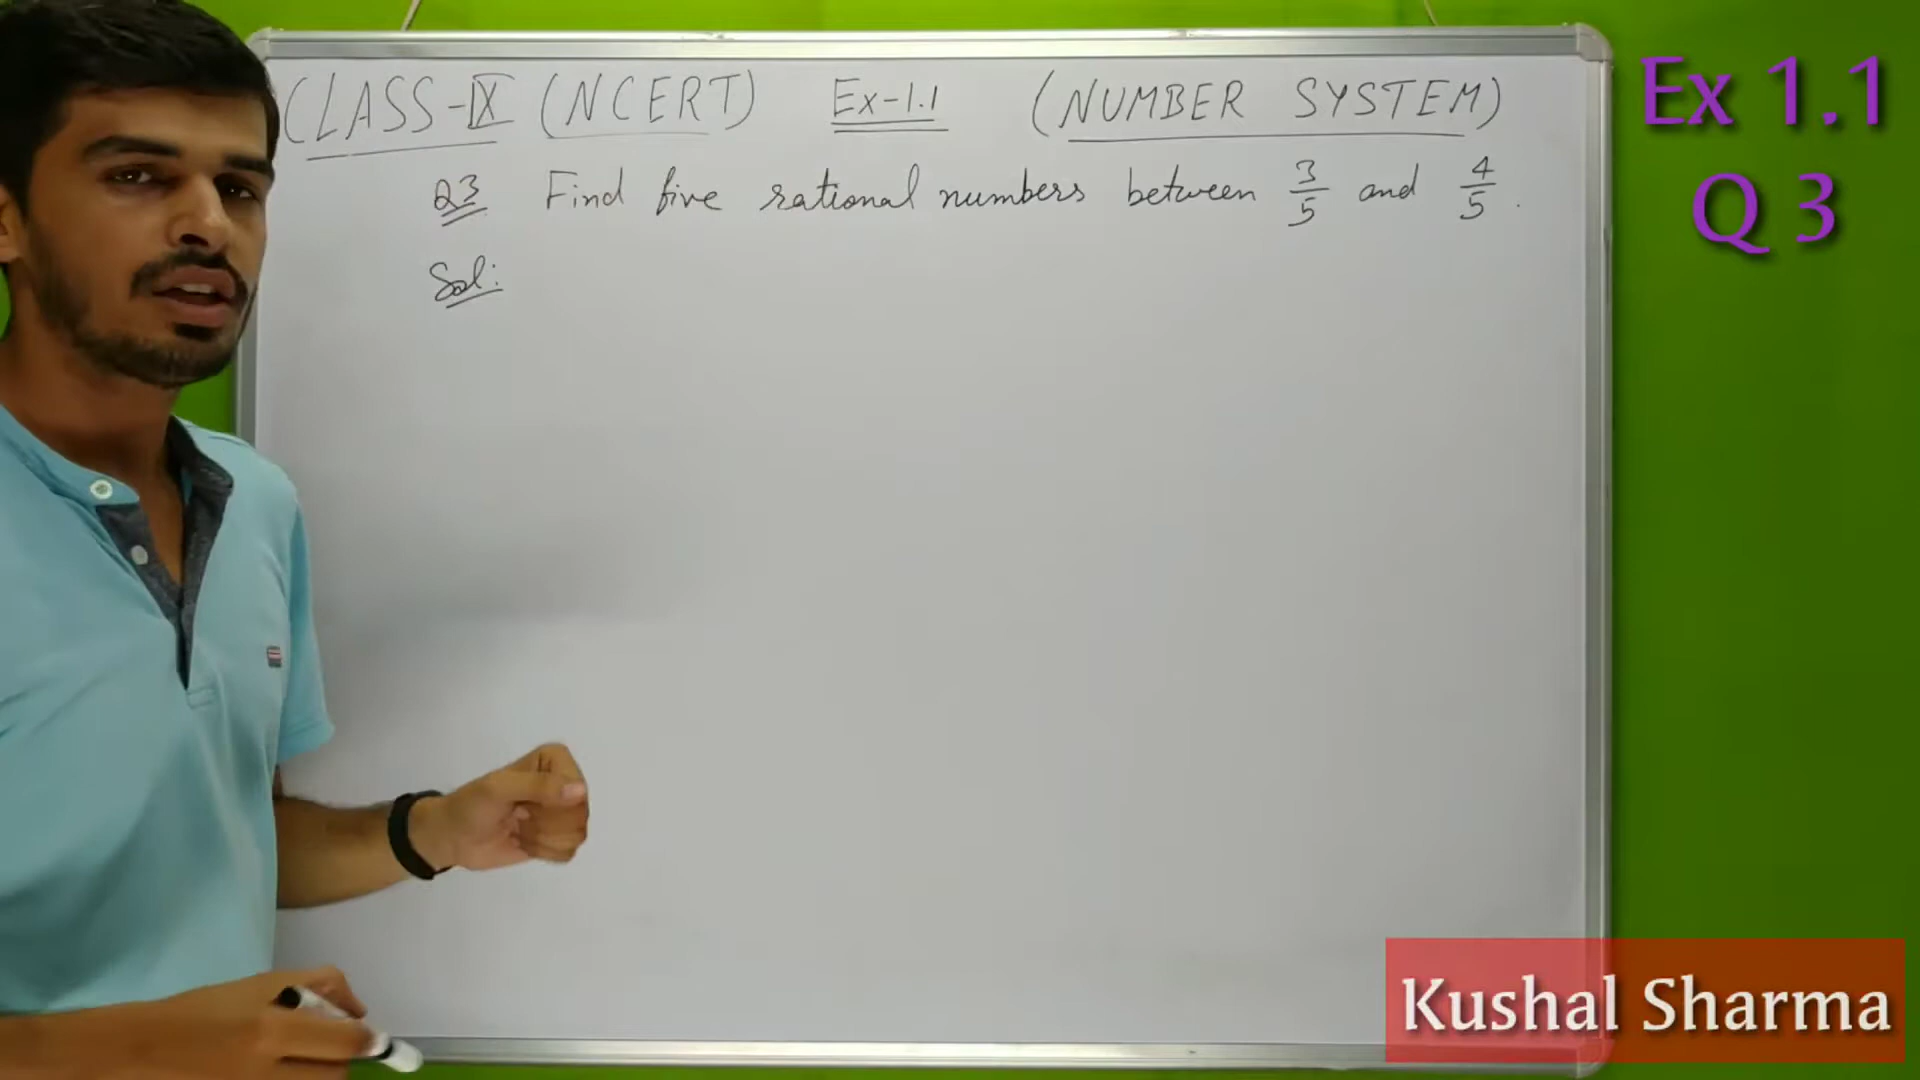 CLASS-IX (NCERT) Ex-1.1 (NUMBER SYSTEM)
Q3 Find five rational numbers between 3/5 and 4/5.
Sol:
Ex 1.1
Q 3
Kushal Sharma